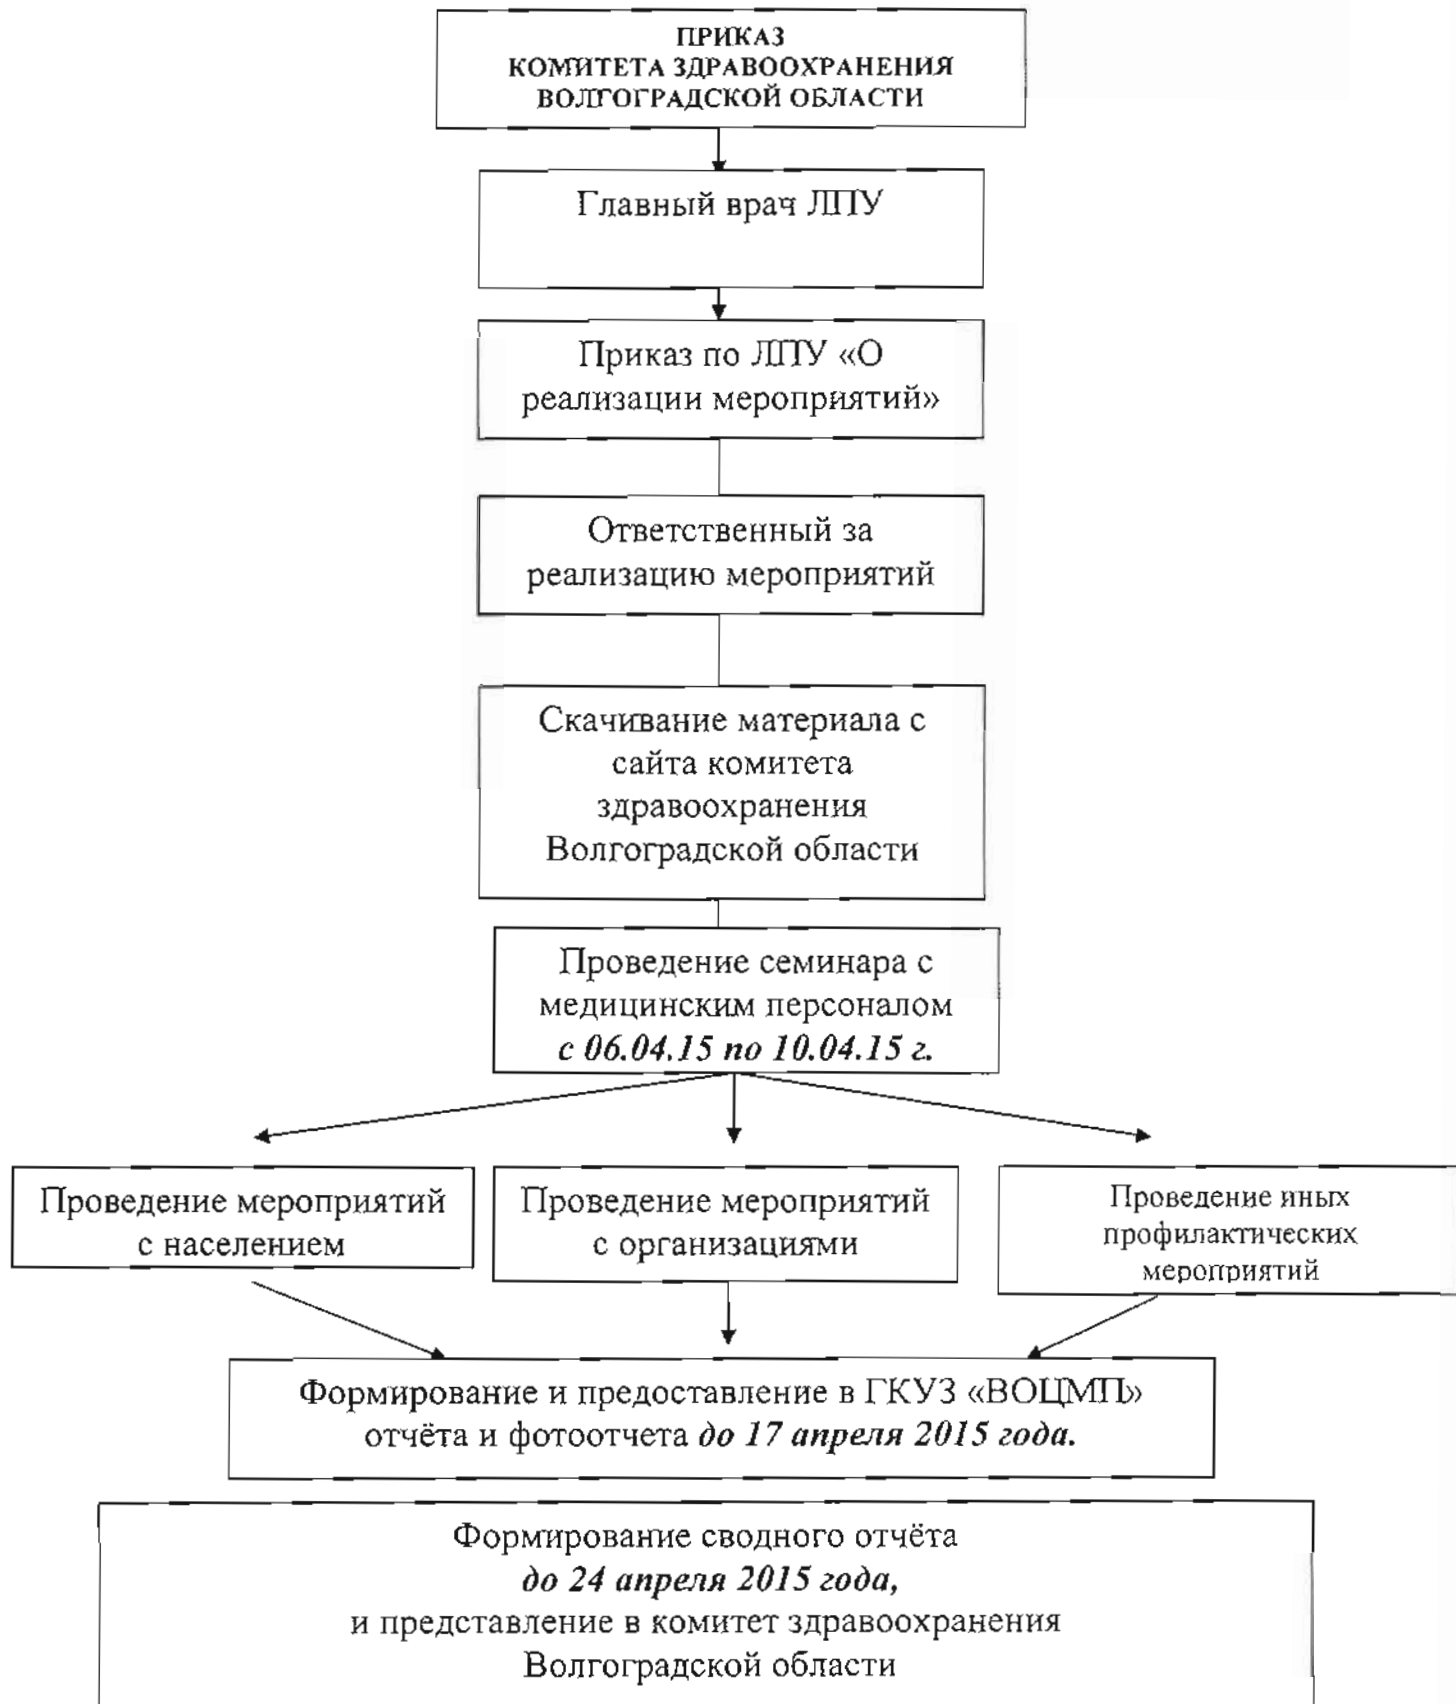 ПРИКАЗ
КОМИТЕТА ЗДРАВООХРАНЕНИЯ
ВОЛГОГРАДСКОЙ ОБЛАСТИ
Главный врач ЛПУ
Приказ по ЛПУ «О
реализации мероприятий»
Ответственный за
реализацию мероприятий
Скачивание материала с
сайта комитета
здравоохранения
Волгоградской области
Проведение семинара с
медицинским персоналом
с 06.04.15 по 10.04.15 г.
Проведение мероприятий
с населением
Проведение мероприятий
с организациями
Проведение иных
профилактических
мероприятий
Формирование и предоставление в ГКУЗ «ВОЦМП»
отчёта и фотоотчета до 17 апреля 2015 года.
Формирование сводного отчёта
до 24 апреля 2015 года,
и представление в комитет здравоохранения
Волгоградской области